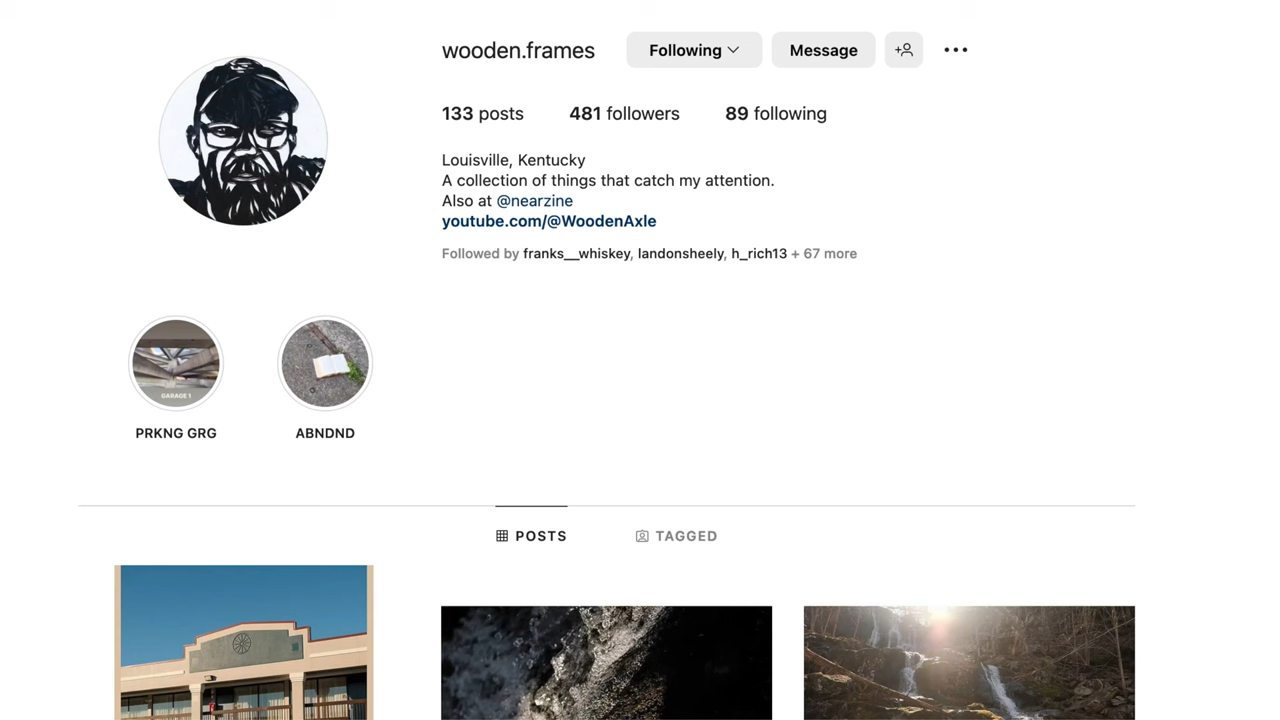 wooden.frames Following Message
133 posts 481 followers 89 following
Louisville, Kentucky
A collection of things that catch my attention.
Also at @nearzine
youtube.com/@WoodenAxle
Followed by franks__whiskey, landonsheely, h_rich13 + 67 more
GARAGE 1
PRKNG GRG
ABNDND
POSTS TAGGED